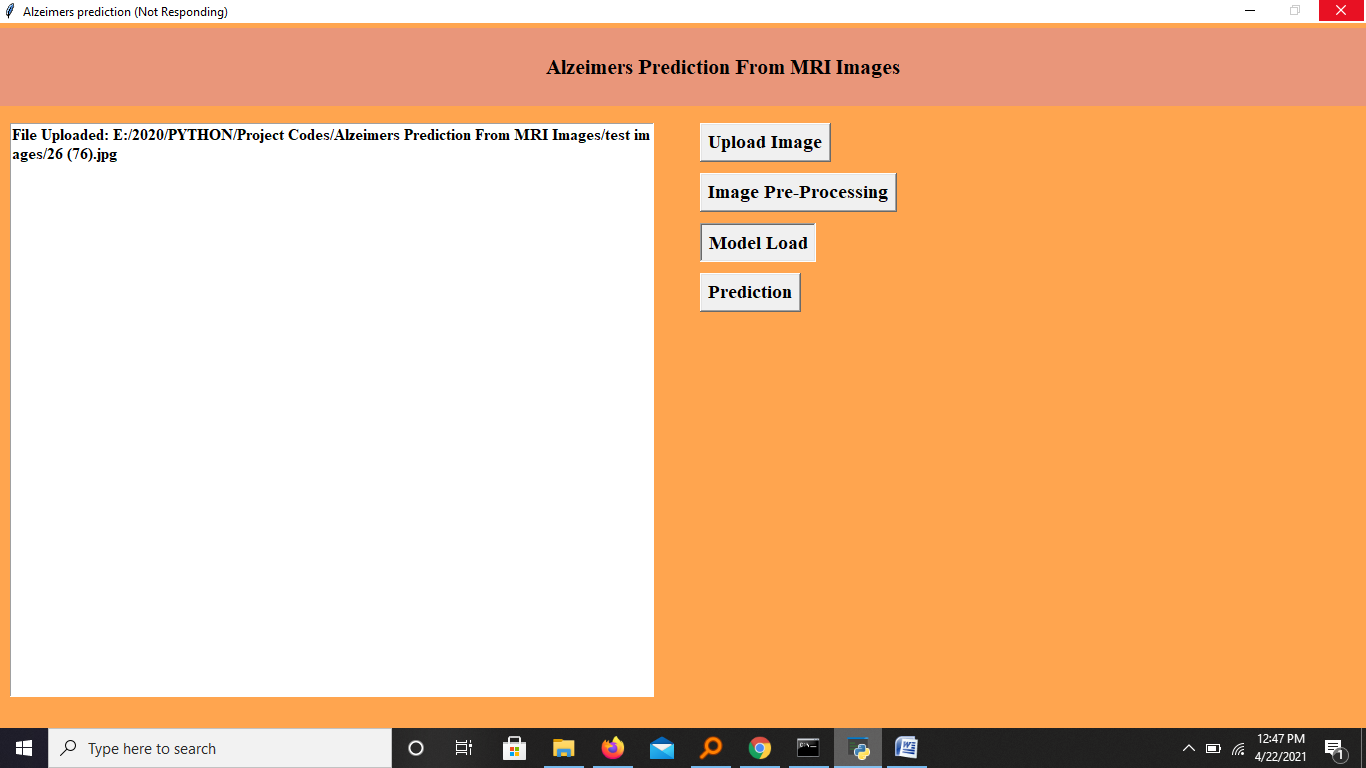 Alzeimers prediction (Not Responding)
Alzeimers Prediction From MRI Images
File Uploaded: E:/2020/PYTHON/Project Codes/Alzeimers Prediction From MRI Images/test im
ages/26 (76).jpg
Upload Image
Image Pre-Processing
Model Load
Prediction
Type here to search
12:47 PM
4/22/2021
1